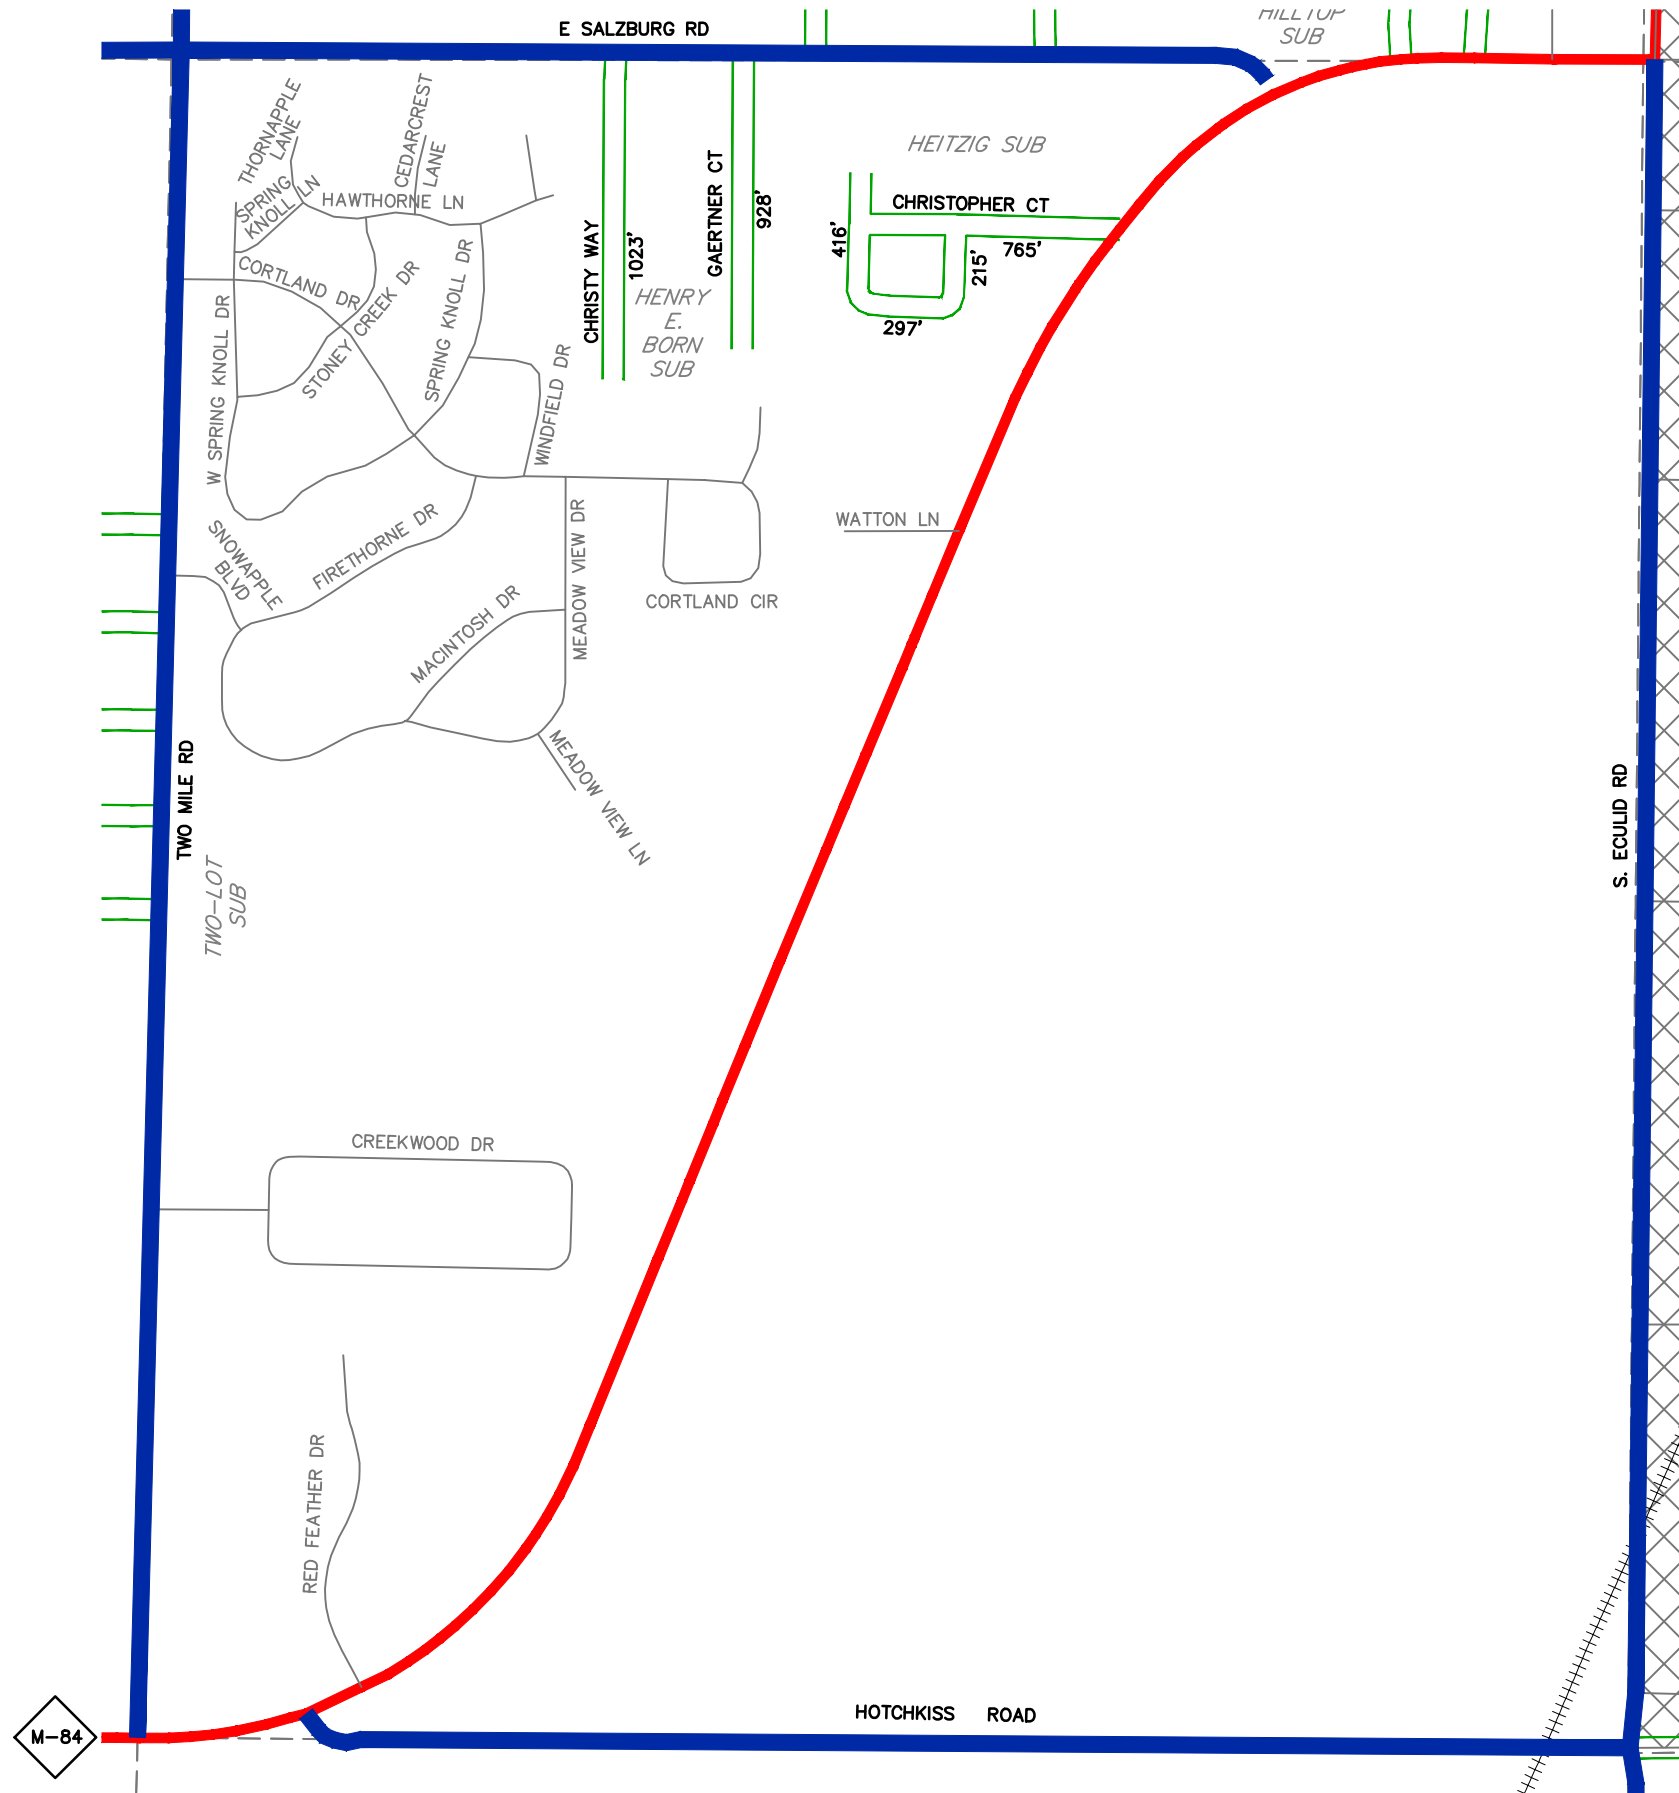 E SALZBURG RD
HILLTOP
SUB
THORNAPPLE
LANE
CEDARCREST
LANE
SPRING
KNOLL LN
HAWTHORNE LN
HEITZIG SUB
CHRISTOPHER CT
416'
765'
215'
297'
CHRISTY WAY
1023'
GAERTNER CT
928'
HENRY
E.
BORN
SUB
CORTLAND DR
STONEY CREEK DR
SPRING KNOLL DR
W SPRING KNOLL DR
WINDFIELD DR
WATTON LN
SNOWAPPLE
BLVD
FIRETHORNE DR
MEADOW VIEW DR
CORTLAND CIR
MACINTOSH DR
MEADOW VIEW LN
TWO MILE RD
TWO-LOT
SUB
S. ECULID RD
CREEKWOOD DR
RED FEATHER DR
HOTCHKISS ROAD
M-84